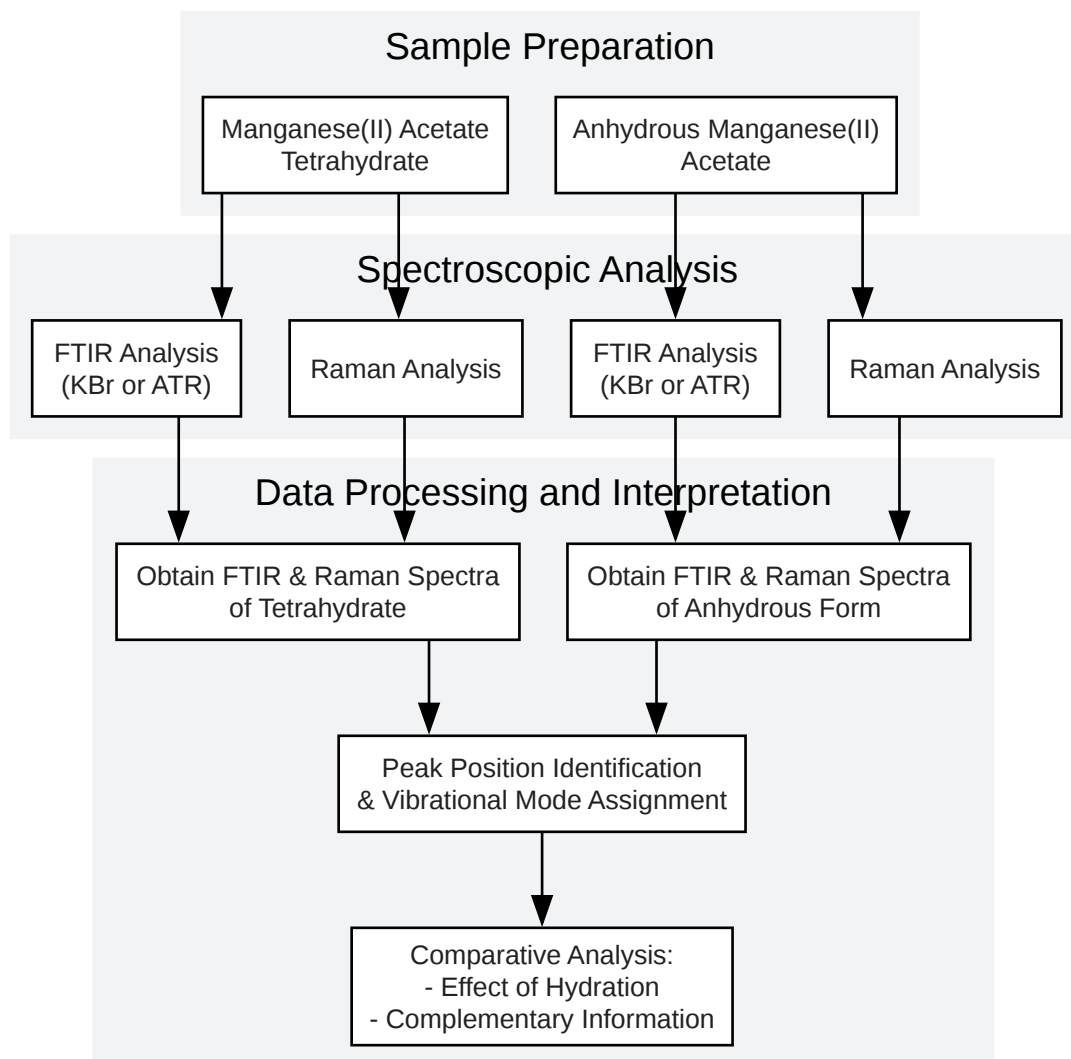 Sample Preparation
Manganese(II) Acetate
Tetrahydrate
Anhydrous Manganese(II)
Acetate
Spectroscopic Analysis
FTIR Analysis
(KBr or ATR)
Raman Analysis
FTIR Analysis
(KBr or ATR)
Raman Analysis
Data Processing and Interpretation
Obtain FTIR & Raman Spectra
of Tetrahydrate
Obtain FTIR & Raman Spectra
of Anhydrous Form
Peak Position Identification
& Vibrational Mode Assignment
Comparative Analysis:
- Effect of Hydration
- Complementary Information